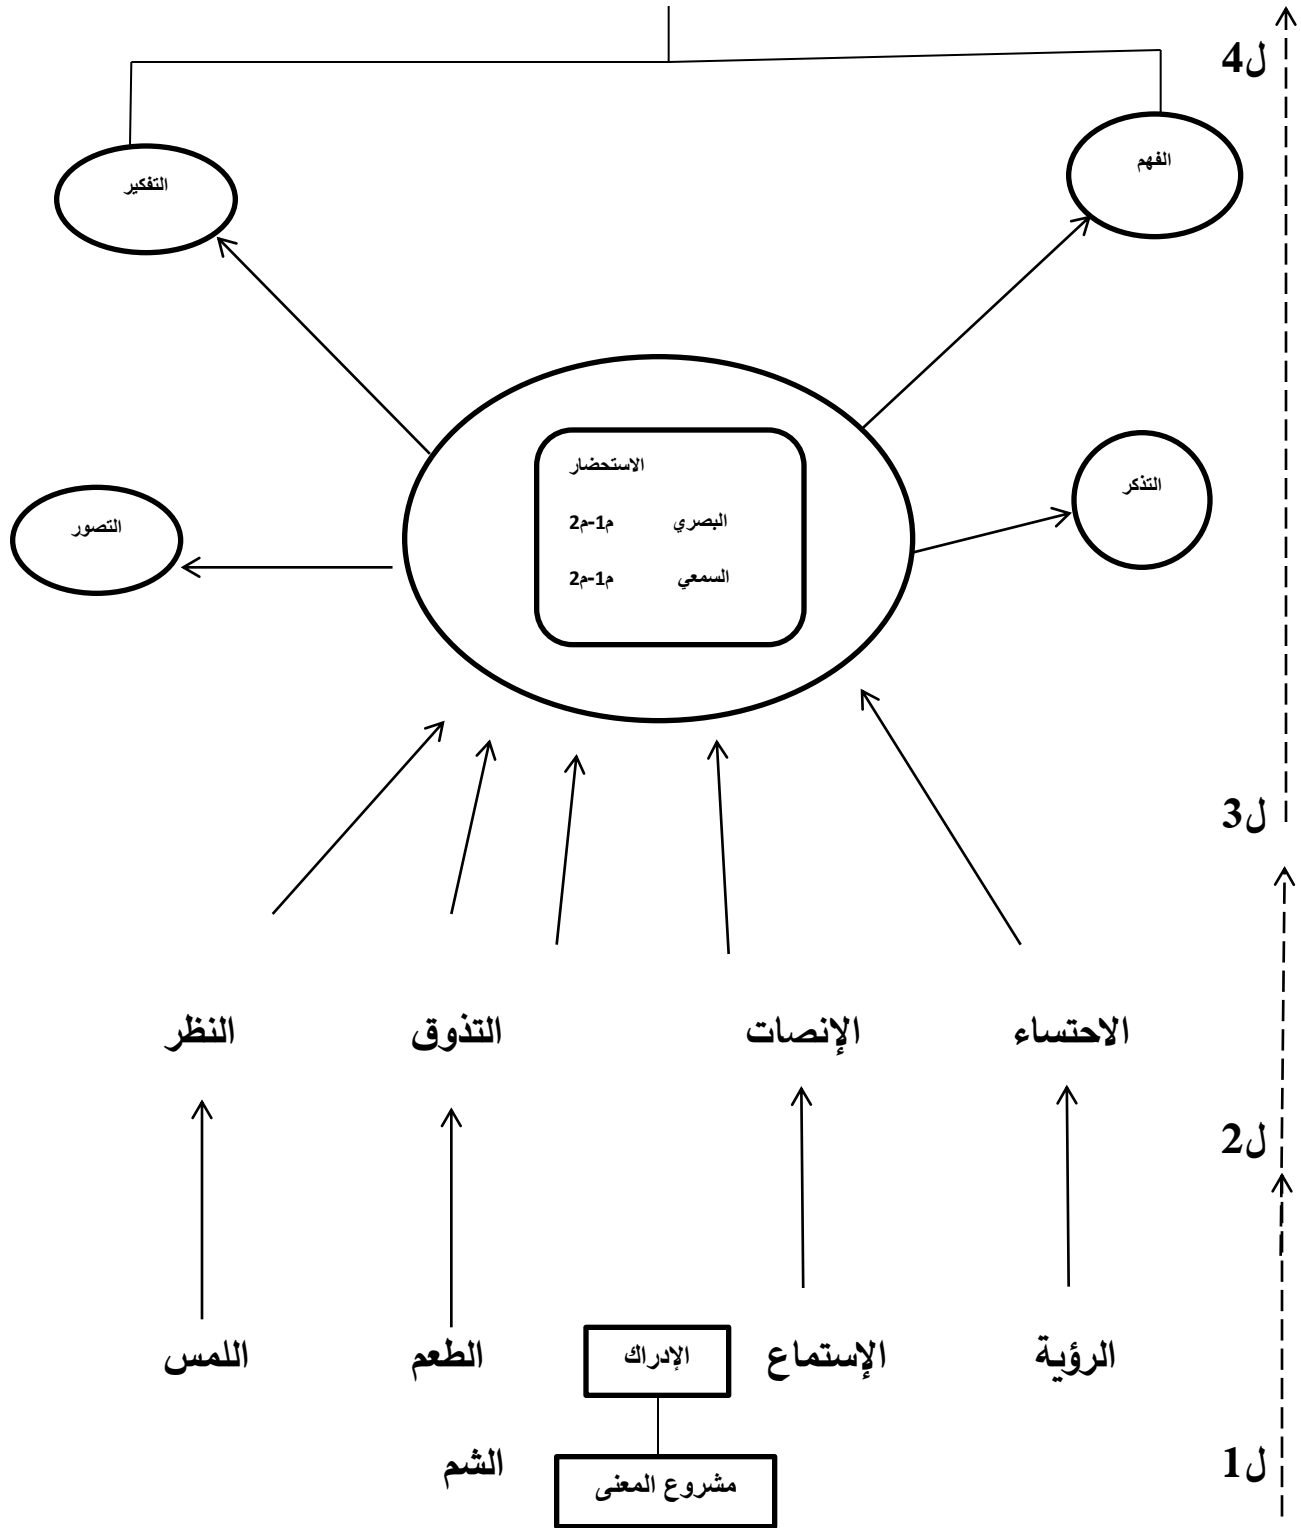 ل4
الفهم
التفكير
التذكر
التصور
الاستحضار
البصري م1-م2
السمعي م1-م2
ل3
الاحتساء الإنصات التذوق النظر
ل2
الرؤية الإستماع الإدراك الطعم اللمس
ل1
الشم
مشروع المعنى